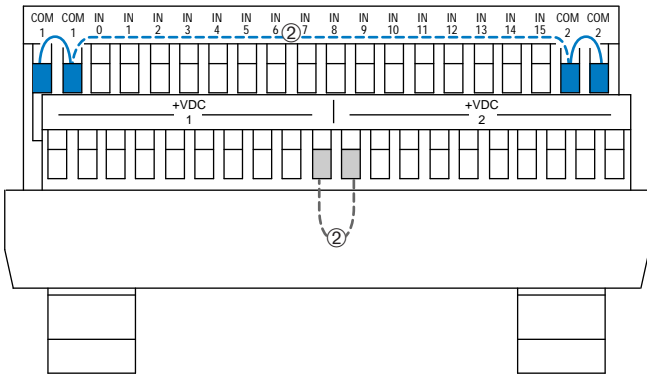 COM COM IN IN IN IN IN IN IN IN IN IN IN IN IN IN IN IN COM COM
1 1 0 1 2 3 4 5 6 7 8 9 10 11 12 13 14 15 2 2
②
+VDC +VDC
1 2
②